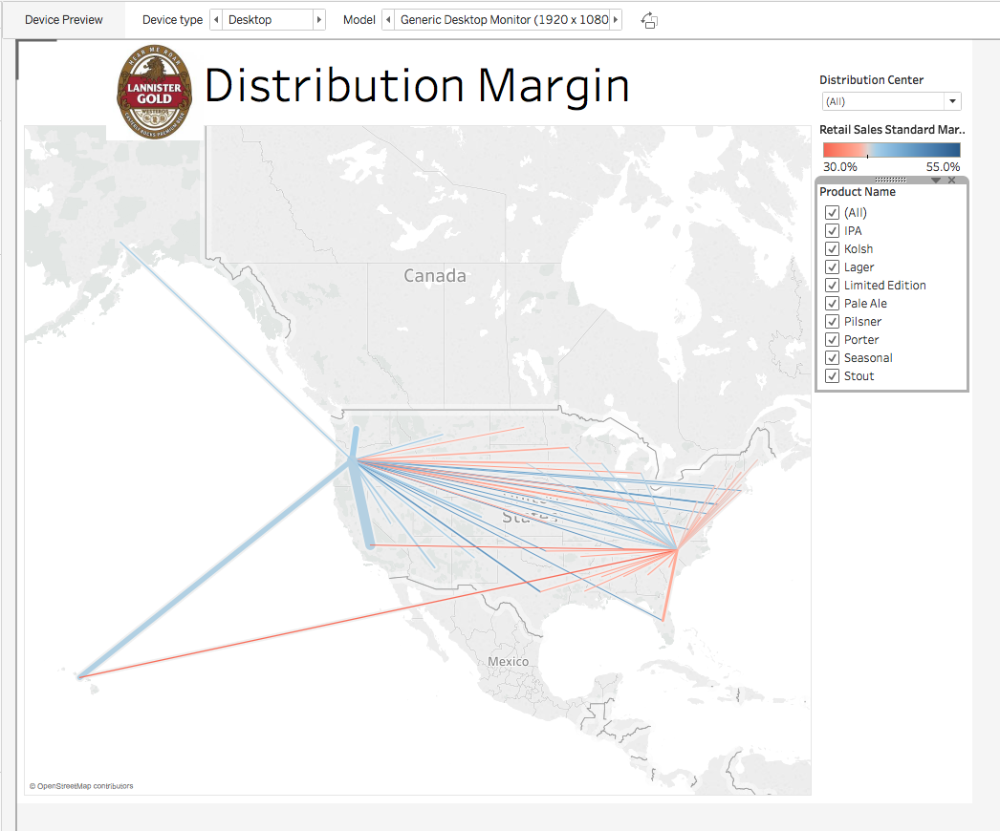 Device Preview
Device type
Desktop
Model
Generic Desktop Monitor (1920 x 1080
HEAR ME ROAR
LANNISTER
GOLD
WESTEROS
Distribution Margin
Distribution Center
(All)
Retail Sales Standard Mar..
30.0%
55.0%
Product Name
(All)
IPA
Kolsh
Lager
Limited Edition
Pale Ale
Pilsner
Porter
Seasonal
Stout
Canada
Mexico
© OpenStreetMap contributors